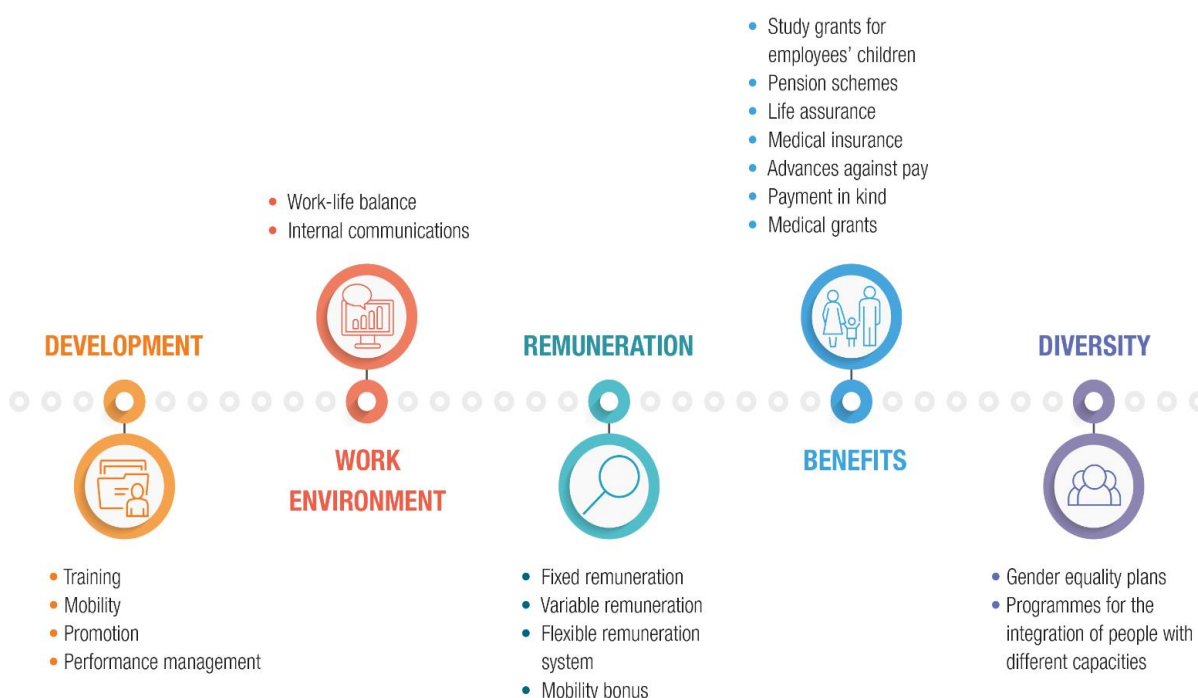 DEVELOPMENT
• Training
• Mobility
• Promotion
• Performance management
• Work-life balance
• Internal communications
WORK
ENVIRONMENT
REMUNERATION
• Fixed remuneration
• Variable remuneration
• Flexible remuneration
system
• Mobility bonus
• Study grants for
employees’ children
• Pension schemes
• Life assurance
• Medical insurance
• Advances against pay
• Payment in kind
• Medical grants
BENEFITS
DIVERSITY
• Gender equality plans
• Programmes for the
integration of people with
different capacities